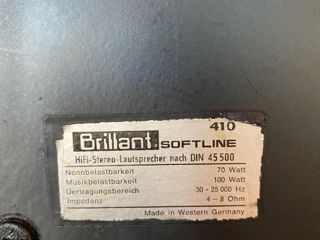 410
Brillant SOFTLINE
HiFi-Stereo-Lautsprecher nach DIN 45 500
Nennbelastbarkeit 70 Watt
Musikbelastbarkeit 100 Watt
Uertragungsbereich 30-25 000 Hz
Impedanz 4-8 Ohm
Made in Western Germany